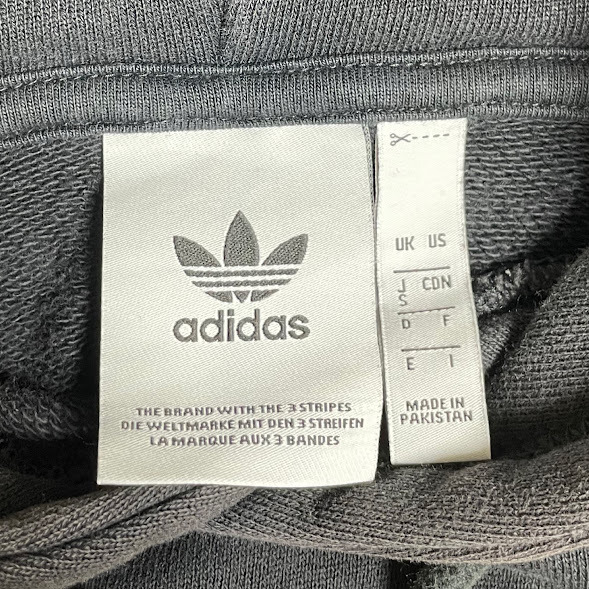 adidas
THE BRAND WITH THE 3 STRIPES
DIE WELTMARKE MIT DEN 3 STREIFEN
LA MARQUE AUX 3 BANDES
UK US
J CDN
S
D F
E I
MADE IN
PAKISTAN